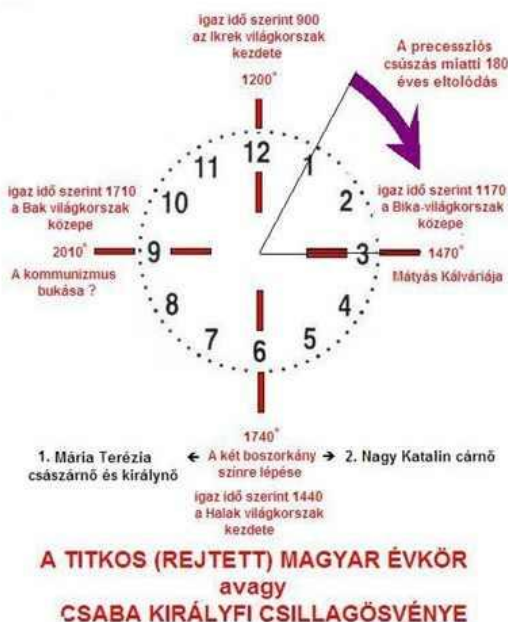 igaz idő szerint 900
az Ikrek világkorszak
kezdete
1200*
A precessziós
csúszás miatti 180
éves eltolódás
12
1
2
3
4
5
6
7
8
9
10
11
igaz idő szerint 1170
a Bika-világkorszak
közepe
1470*
Mátyás Kálváriája
igaz idő szerint 1710
a Bak világkorszak
közepe
2010*
A kommunizmus
bukása ?
1740*
1. Mária Terézia ← A két boszorkány → 2. Nagy Katalin cárnő
császárnő és királynő színre lépése
igaz idő szerint 1440
a Halak világkorszak
kezdete
A TITKOS (REJTETT) MAGYAR ÉVKÖR
avagy
CSABA KIRÁLYFI CSILLAGÖSVÉNYE